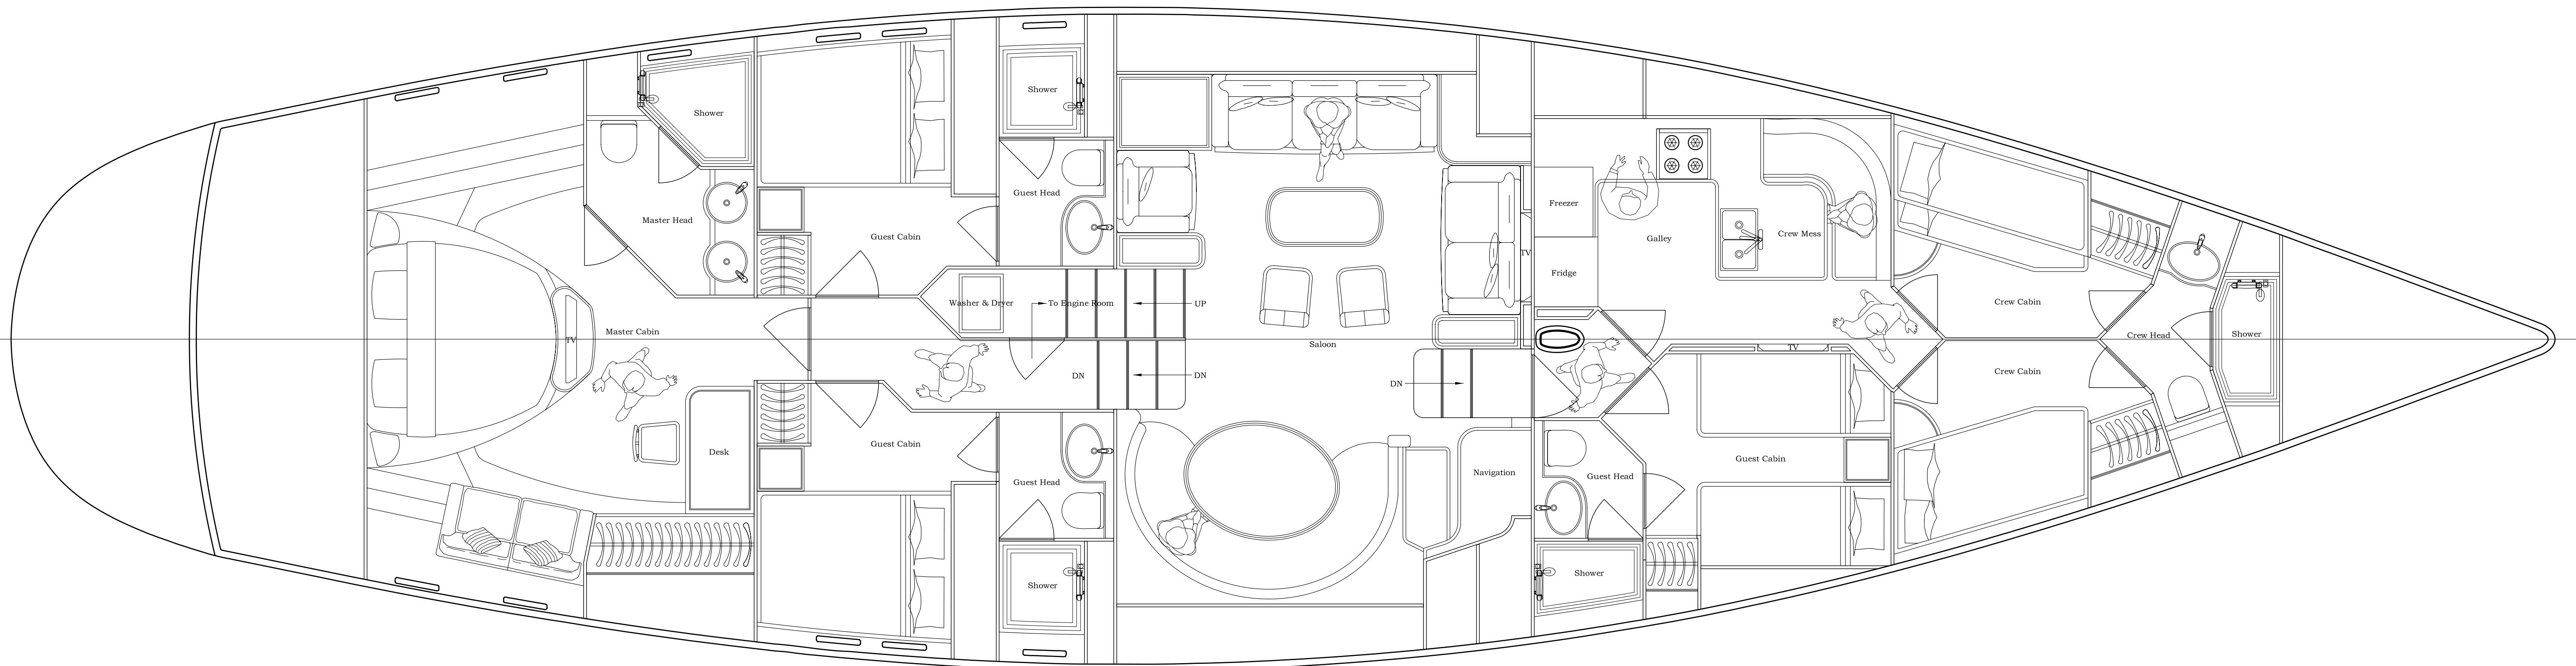 Shower
Master Head
Master Cabin
TV
Desk
Guest Cabin
Guest Cabin
Shower
Guest Head
Washer & Dryer
To Engine Room
UP
DN
DN
Guest Head
Shower
Saloon
TV
DN
Navigation
Freezer
Fridge
Galley
Crew Mess
TV
Guest Head
Guest Cabin
Shower
Crew Cabin
Crew Cabin
Crew Head
Shower